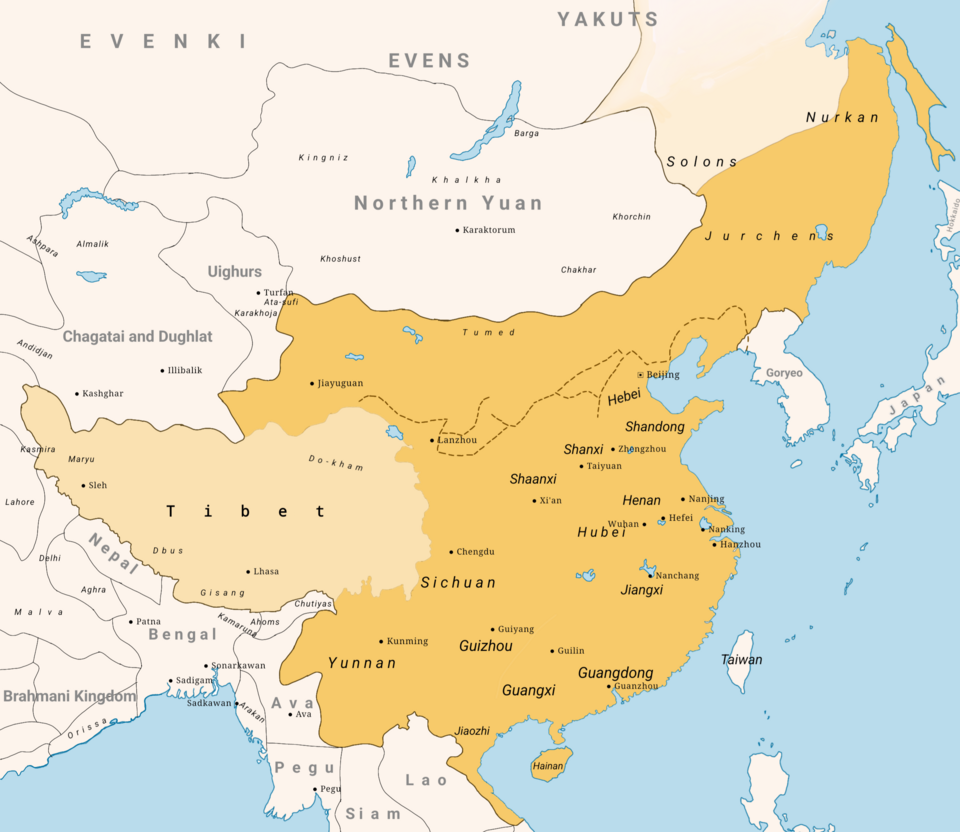 YAKUTS
EVENKI
EVENS
Nurkan
Barga
Kingniz
Solons
Khalkha
Northern Yuan
Hokkaido
Khorchin
Karaktorum
Jurchens
Ashpara
Almalik
Khoshust
Uighurs
Chakhar
Turfan
Ata-sufi
Karakhoja
Tumed
Chagatai and Dughlat
Andidjan
Illibalik
Beijing
Goryeo
Jiayuguan
Kashghar
Hebei
Japan
Shandong
Lanzhou
Kasmira
Maryu
Do-kham
Shanxi
Zhengzhou
Taiyuan
Sleh
Shaanxi
Lahore
Xi'an
Henan
Nanjing
Tibet
Hefei
Wuhan
Nanking
Hubei
Hanzhou
Nepal
Dbus
Delhi
Chengdu
Lhasa
Nanchang
Sichuan
Aghra
Gisang
Jiangxi
Chutiyas
Malva
Patna
Kamarupa
Ahoms
Bengal
Guiyang
Kunming
Guizhou
Guilin
Sonarkawan
Yunnan
Taiwan
Sadigam
Guangdong
Guanzhou
Guangxi
Brahmani Kingdom
Sadkawan
Arakan
Ava
Ava
Orissa
Jiaozhi
Hainan
Pegu
Lao
Pegu
Siam